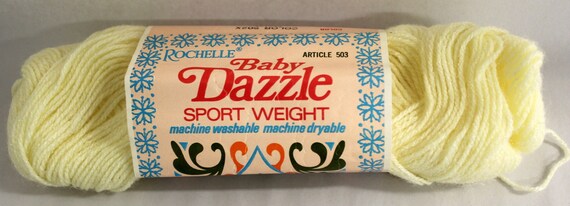 ROCHELLE®
ARTICLE 503
Baby
Dazzle
SPORT WEIGHT
machine washable machine dryable